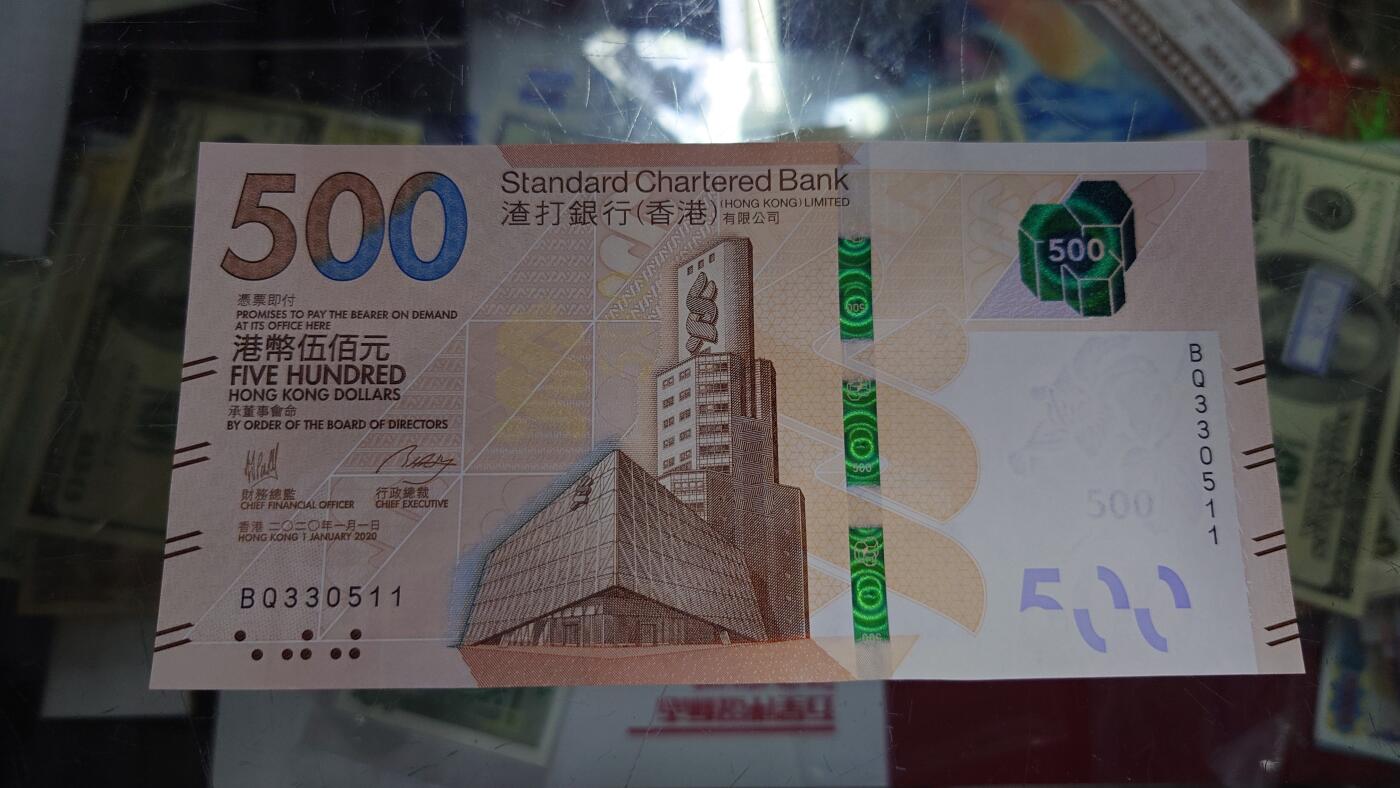 500
Standard Chartered Bank
渣打銀行(香港) (HONG KONG) LIMITED
有限公司
憑票即付
PROMISES TO PAY THE BEARER ON DEMAND
AT ITS OFFICE HERE
港幣伍佰元
FIVE HUNDRED
HONG KONG DOLLARS
承董事會命
BY ORDER OF THE BOARD OF DIRECTORS
財務總監
CHIEF FINANCIAL OFFICER
行政總裁
CHIEF EXECUTIVE
香港 二〇二〇年一月一日
HONG KONG 1 JANUARY 2020
BQ330511
500
500
500
500
BQ330511
500
500